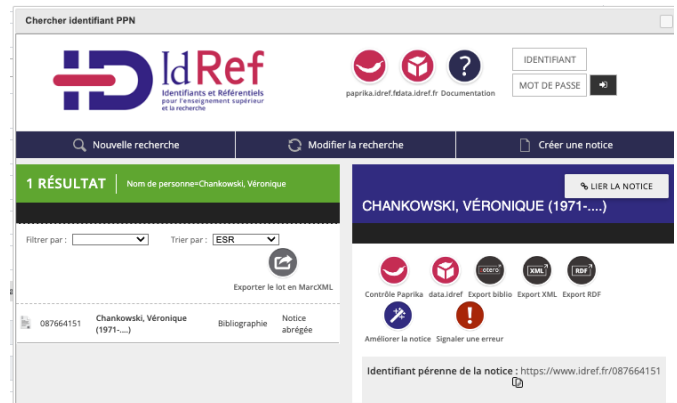 Chercher identifiant PPN
IdRef
Identifiants et Référentiels
pour l'enseignement supérieur
et la recherche
paprika.idref.fr
data.idref.fr
Documentation
IDENTIFIANT
MOT DE PASSE
Nouvelle recherche
Modifier la recherche
Créer une notice
1 RÉSULTAT
Nom de personne=Chankowski, Véronique
Filtrer par :
Trier par :
ESR
Exporter le lot en MarcXML
087664151
Chankowski, Véronique
(1971-....)
Bibliographie
Notice
abrégée
LIER LA NOTICE
CHANKOWSKI, VÉRONIQUE (1971-....)
zotero
XML
RDF
Contrôle Paprika
data.idref
Export biblio
Export XML
Export RDF
Améliorer la notice
Signaler une erreur
Identifiant pérenne de la notice : https://www.idref.fr/087664151